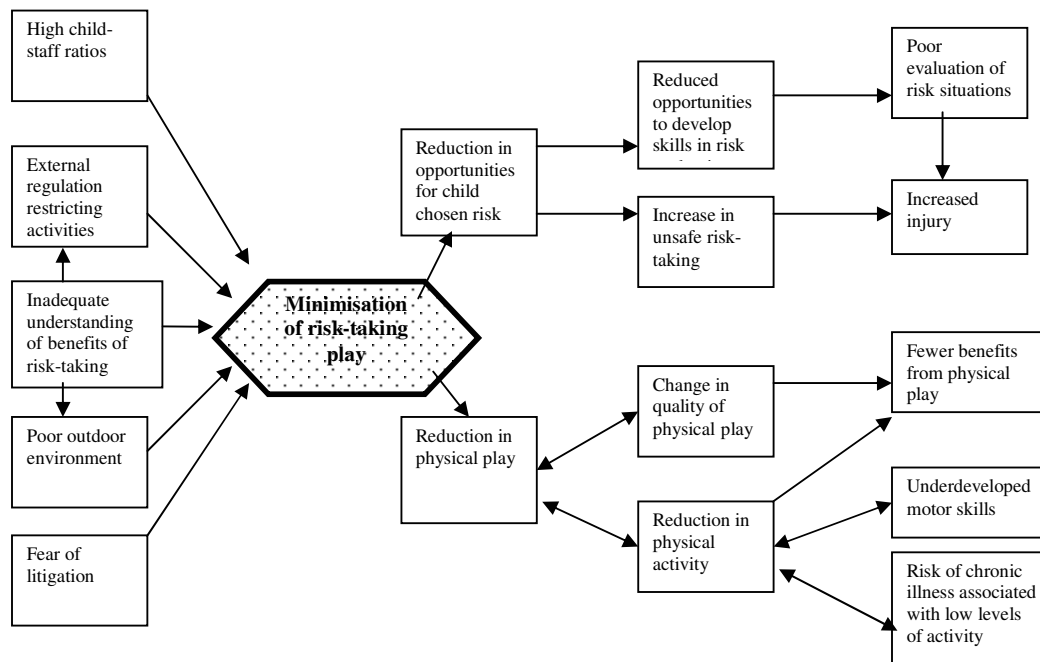 High child-
staff ratios
External
regulation
restricting
activities
Inadequate
understanding
of benefits of
risk-taking
Poor outdoor
environment
Fear of
litigation
Minimisation
of risk-taking
play
Reduction in
opportunities
for child
chosen risk
Reduction in
physical play
Reduced
opportunities
to develop
skills in risk
Increase in
unsafe risk-
taking
Change in
quality of
physical play
Reduction in
physical
activity
Poor
evaluation of
risk situations
Increased
injury
Fewer benefits
from physical
play
Underdeveloped
motor skills
Risk of chronic
illness associated
with low levels
of activity